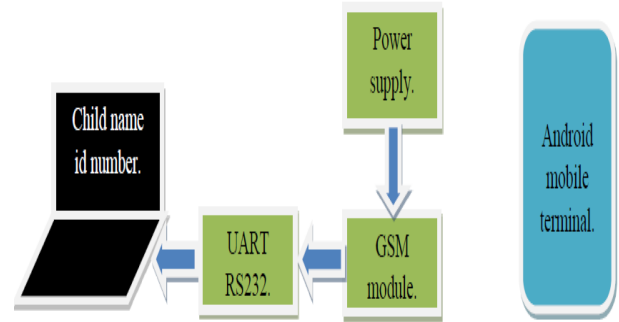 Power
supply.
Child name
id number.
Android
mobile
terminal.
UART
RS232.
GSM
module.